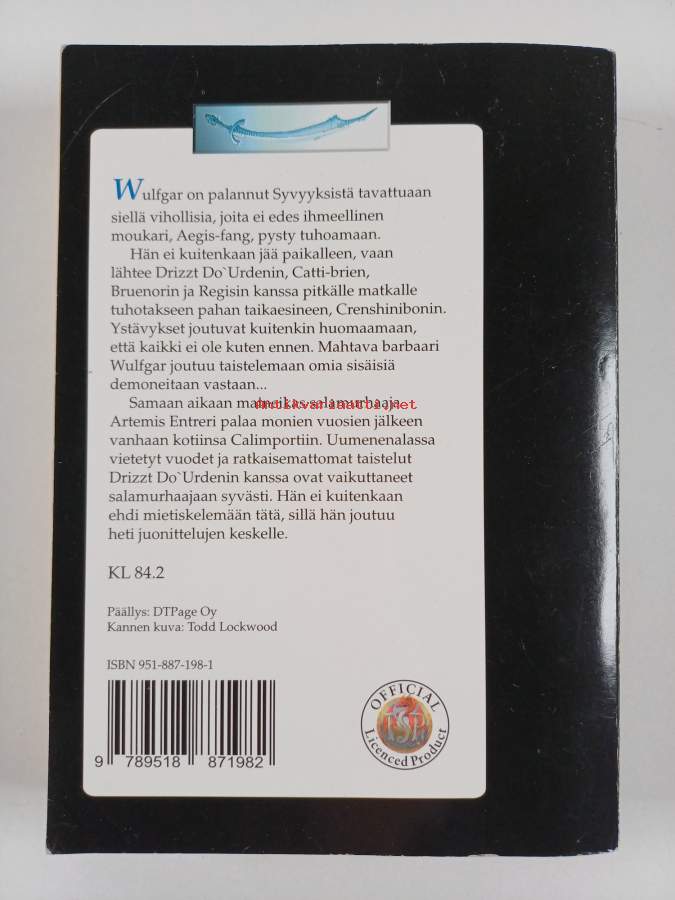 Wulfgar on palannut Syvyyksistä tavattuaan
siellä vihollisia, joita ei edes ihmeellinen
moukari, Aegis-fang, pysty tuhoamaan.
Hän ei kuitenkaan jää paikalleen, vaan
lähtee Drizzt Do`Urdenin, Catti-brien,
Bruenorin ja Regisin kanssa pitkälle matkalle
tuhotakseen pahan taikaesineen, Crenshinibonin.
Ystävykset joutuvat kuitenkin huomaamaan,
että kaikki ei ole kuten ennen. Mahtava barbaari
Wulfgar joutuu taistelemaan omia sisäisiä
demoneitaan vastaan...
Samaan aikaan salamurhaaja
Antikvariaatti.net
Artemis Entreri palaa monien vuosien jälkeen
vanhaan kotiinsa Calimportiin. Uumenenalassa
vietetyt vuodet ja ratkaisemattomat taistelut
Drizzt Do`Urdenin kanssa ovat vaikuttaneet
salamurhaajaan syvästi. Hän ei kuitenkaan
ehdi mietiskelemään tätä, sillä hän joutuu
heti juonittelujen keskelle.
KL 84.2
Päällys: DTPage Oy
Kannen kuva: Todd Lockwood
ISBN 951-887-198-1
9 789518 871982
OFFICIAL
TSR
Licenced Product